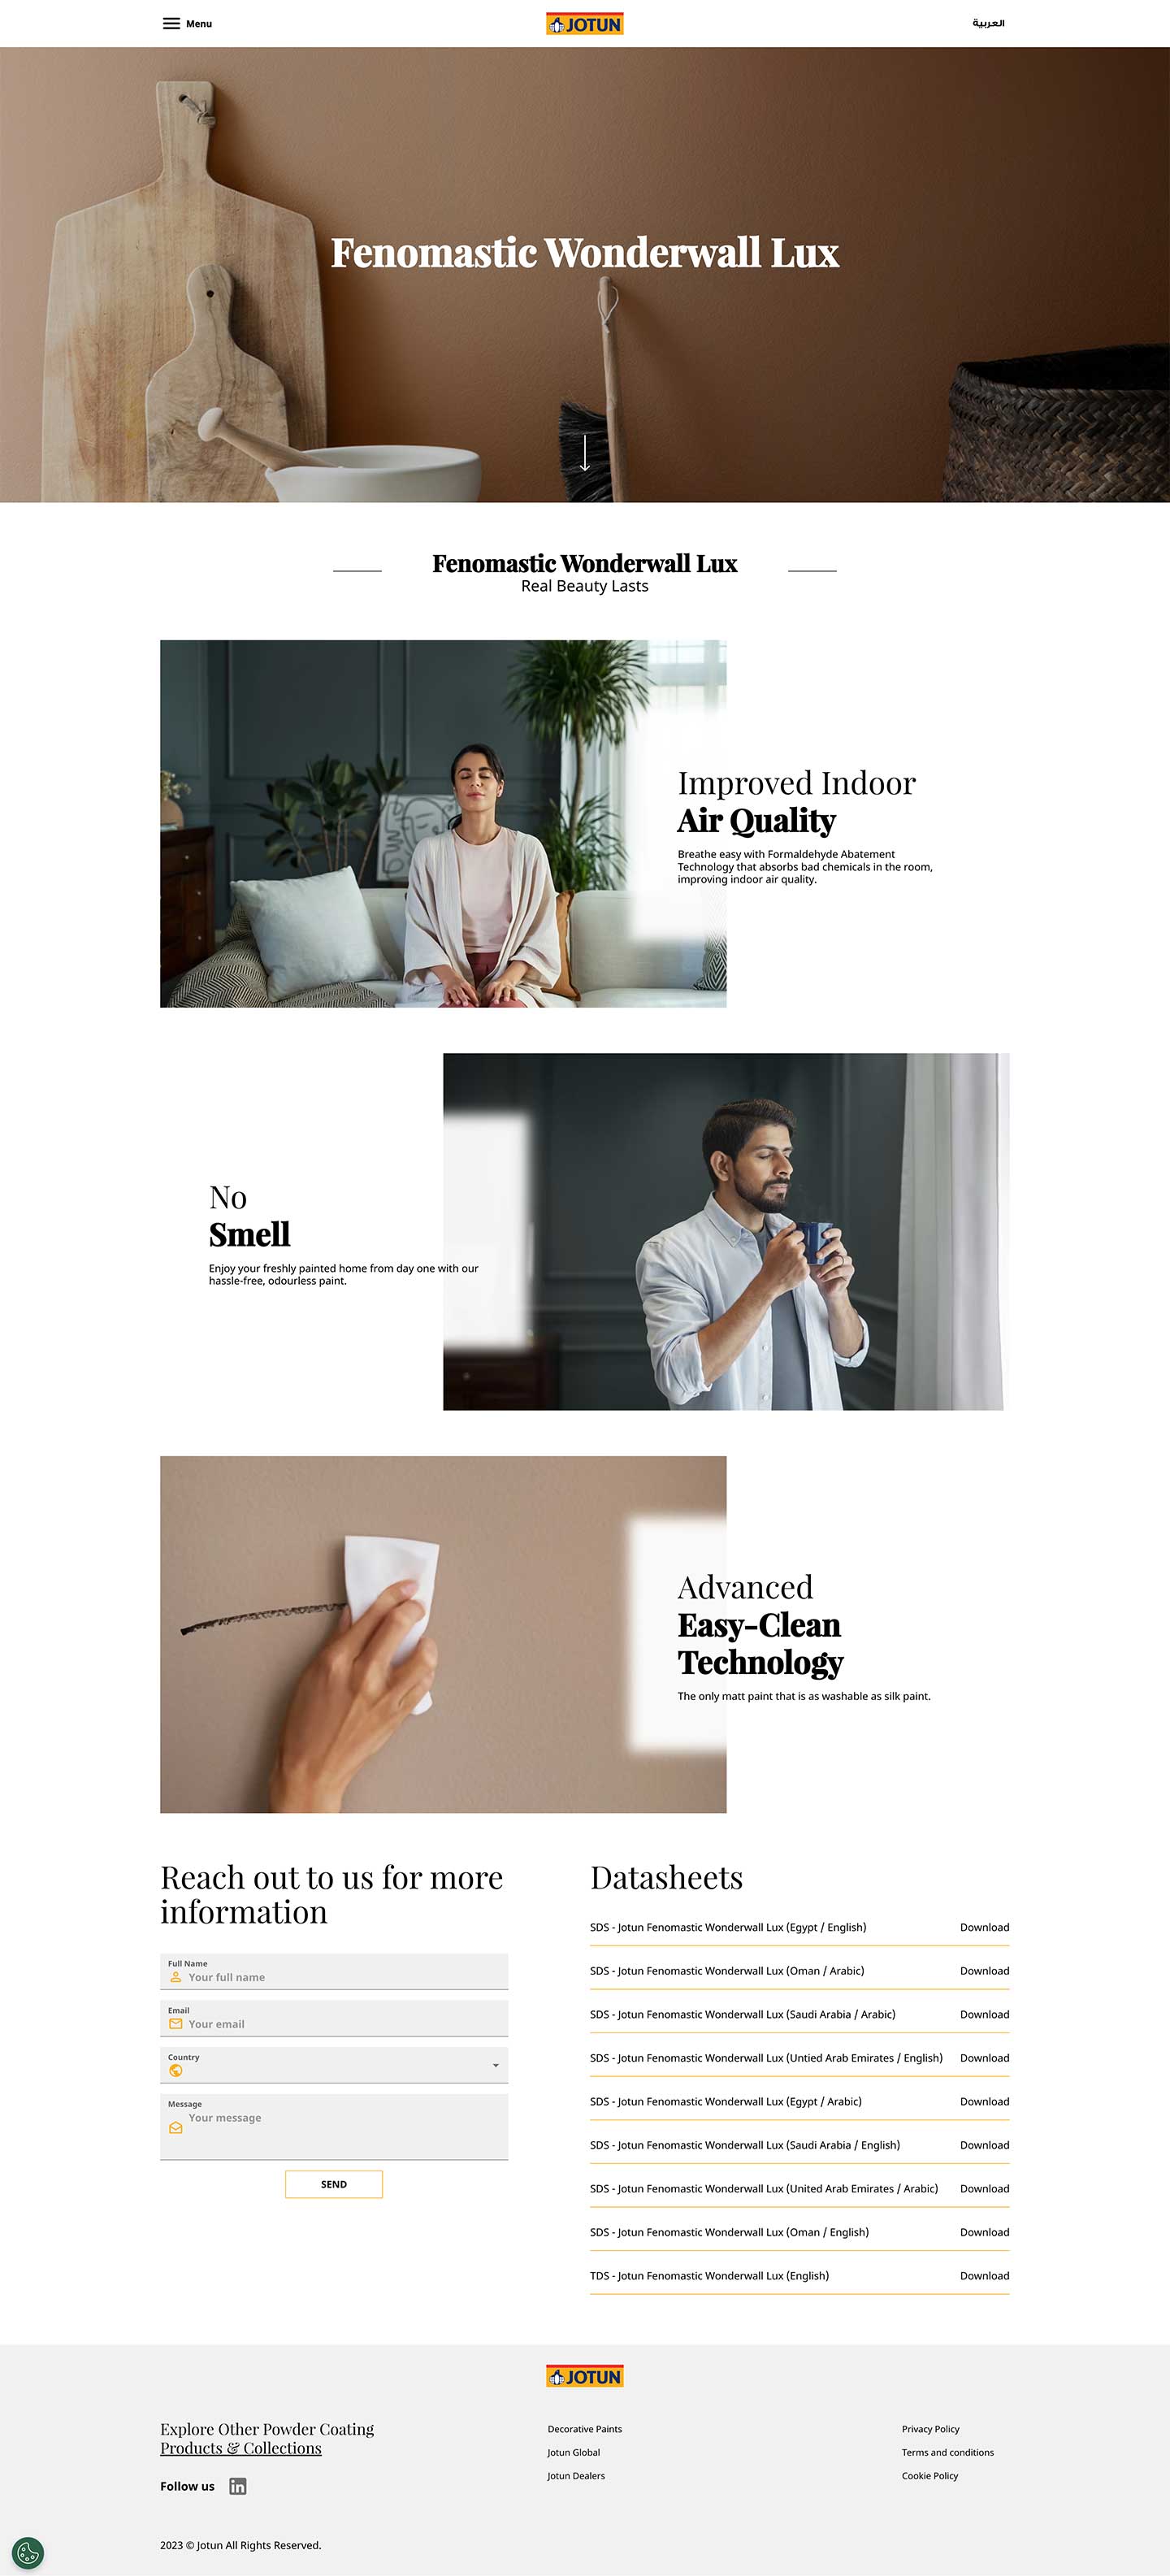 Menu
JOTUN
العربية
Fenomastic Wonderwall Lux
Fenomastic Wonderwall Lux
Real Beauty Lasts
Improved Indoor
Air Quality
Breathe easy with Formaldehyde Abatement
Technology that absorbs bad chemicals in the room,
improving indoor air quality.
No
Smell
Enjoy your freshly painted home from day one with our
hassle-free, odourless paint.
Advanced
Easy-Clean
Technology
The only matt paint that is as washable as silk paint.
Reach out to us for more
information
Full Name
Your full name
Email
Your email
Country
Message
Your message
SEND
Datasheets
SDS - Jotun Fenomastic Wonderwall Lux (Egypt / English) Download
SDS - Jotun Fenomastic Wonderwall Lux (Oman / Arabic) Download
SDS - Jotun Fenomastic Wonderwall Lux (Saudi Arabia / Arabic) Download
SDS - Jotun Fenomastic Wonderwall Lux (Untied Arab Emirates / English) Download
SDS - Jotun Fenomastic Wonderwall Lux (Egypt / Arabic) Download
SDS - Jotun Fenomastic Wonderwall Lux (Saudi Arabia / English) Download
SDS - Jotun Fenomastic Wonderwall Lux (United Arab Emirates / Arabic) Download
SDS - Jotun Fenomastic Wonderwall Lux (Oman / English) Download
TDS - Jotun Fenomastic Wonderwall Lux (English) Download
JOTUN
Explore Other Powder Coating
Products & Collections
Follow us
in
Decorative Paints
Jotun Global
Jotun Dealers
Privacy Policy
Terms and conditions
Cookie Policy
2023 © Jotun All Rights Reserved.